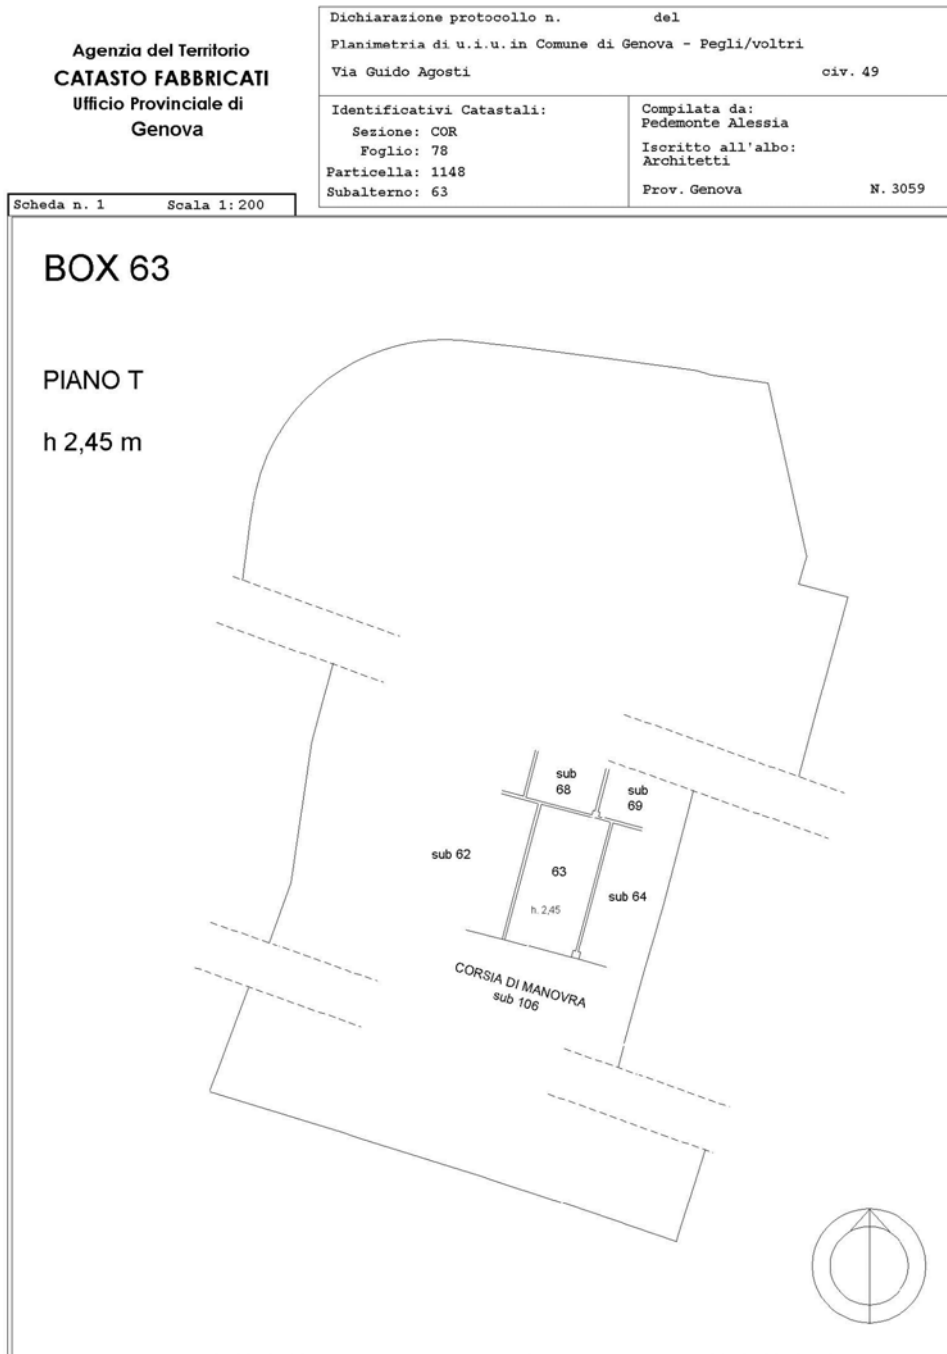 Agenzia del Territorio
CATASTO FABBRICATI
Ufficio Provinciale di
Genova
Dichiarazione protocollo n. del
Planimetria di u.i.u. in Comune di Genova - Pegli/voltri
Via Guido Agosti civ. 49
Identificativi Catastali:
Sezione: COR
Foglio: 78
Particella: 1148
Subalterno: 63
Compilata da:
Pedemonte Alessia
Iscritto all'albo:
Architetti
Prov. Genova N. 3059
Scheda n. 1 Scala 1:200
BOX 63
PIANO T
h 2,45 m
sub
68
sub
69
sub 62
63
sub 64
h. 2,45
CORSIA DI MANOVRA
sub 106